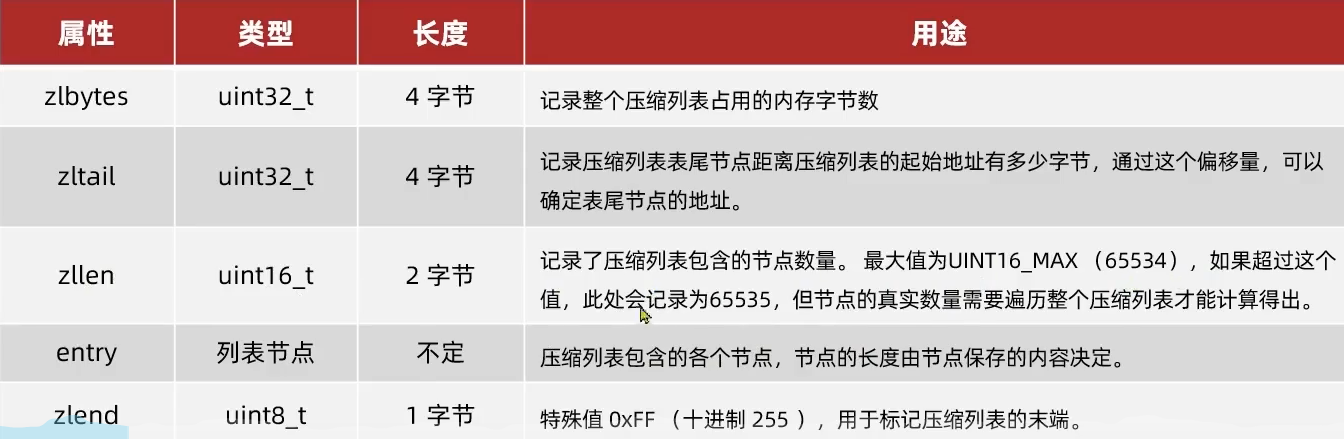 属性 类型 长度 用途
zlbytes uint32_t 4 字节 记录整个压缩列表占用的内存字节数
zltail uint32_t 4 字节 记录压缩列表表尾节点距离压缩列表的起始地址有多少字节，通过这个偏移量，可以
确定表尾节点的地址。
zllen uint16_t 2 字节 记录了压缩列表包含的节点数量。 最大值为UINT16_MAX （65534），如果超过这个
值，此处会记录为65535，但节点的真实数量需要遍历整个压缩列表才能计算得出。
entry 列表节点 不定 压缩列表包含的各个节点，节点的长度由节点保存的内容决定。
zlend uint8_t 1 字节 特殊值 0xFF （十进制 255 ），用于标记压缩列表的末端。